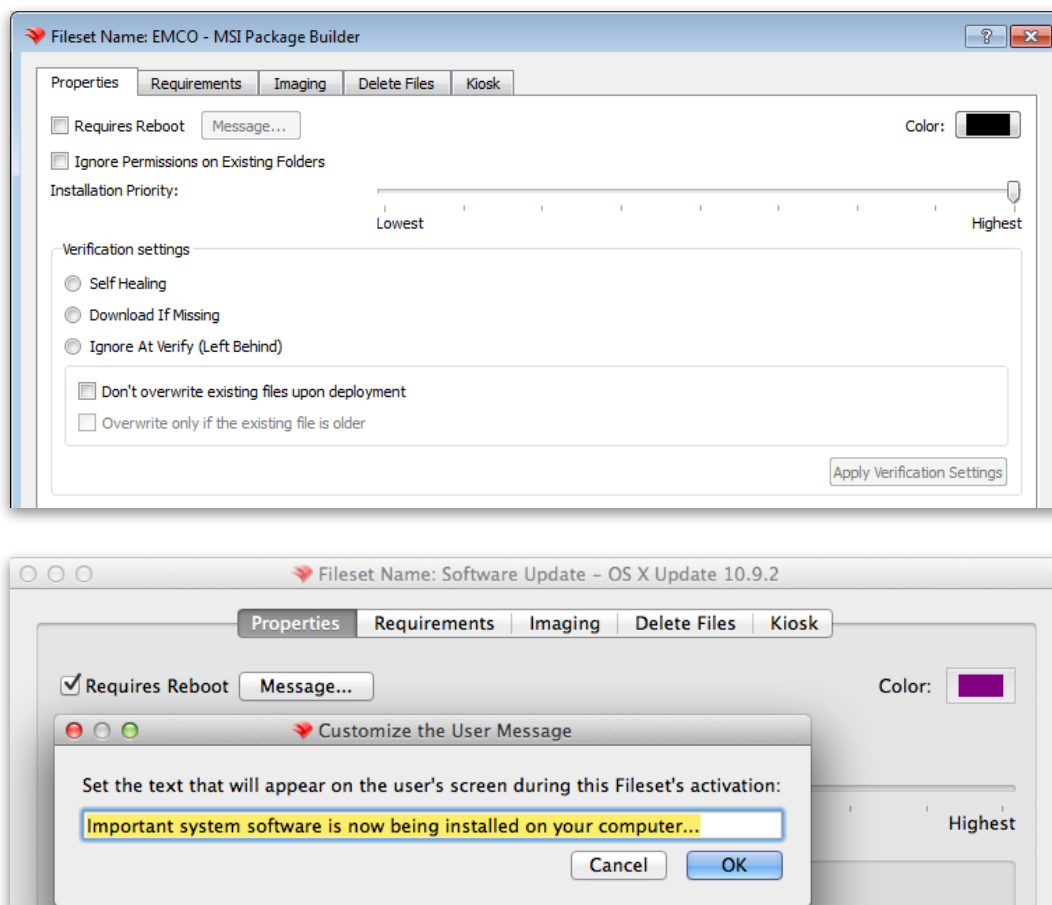 Fileset Name: EMCO - MSI Package Builder
Properties Requirements Imaging Delete Files Kiosk
Requires Reboot Message... Color:
Ignore Permissions on Existing Folders
Installation Priority:
Lowest Highest
Verification settings
Self Healing
Download If Missing
Ignore At Verify (Left Behind)
Don't overwrite existing files upon deployment
Overwrite only if the existing file is older
Apply Verification Settings
Fileset Name: Software Update – OS X Update 10.9.2
Properties Requirements Imaging Delete Files Kiosk
Requires Reboot Message... Color:
Customize the User Message
Set the text that will appear on the user's screen during this Fileset's activation:
Important system software is now being installed on your computer...
Highest
Cancel OK